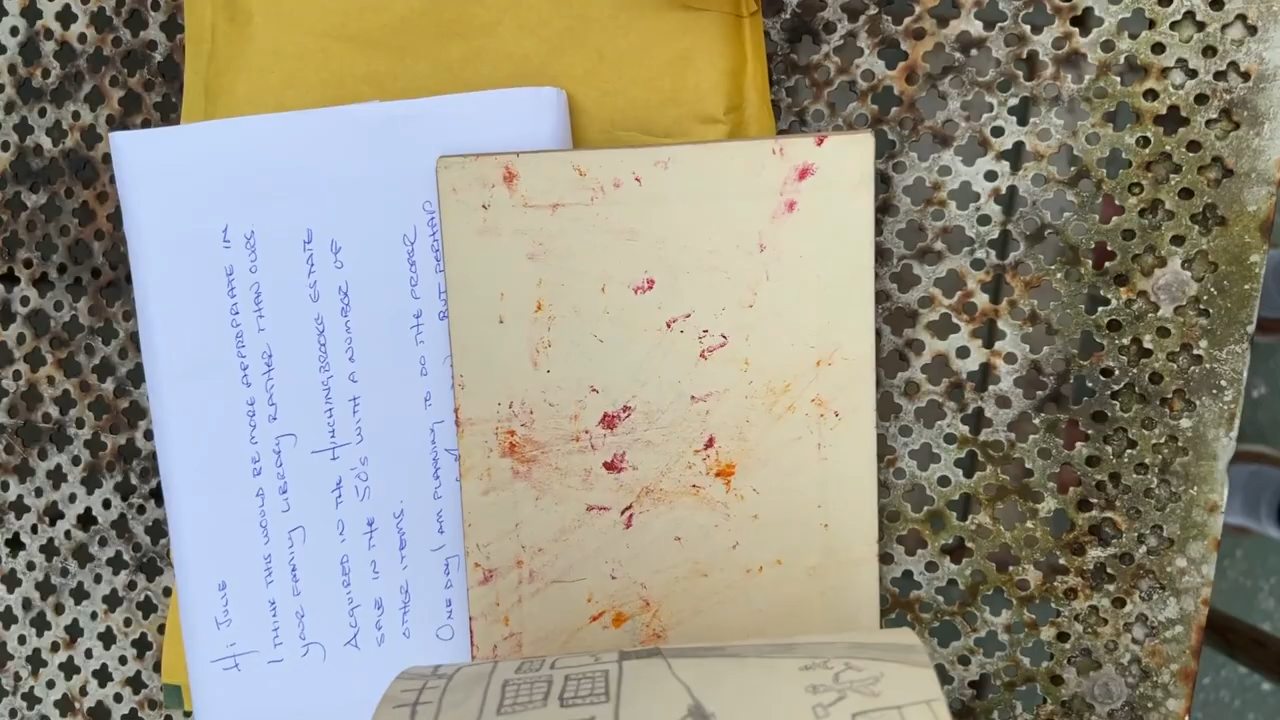 Hi JULIE
I THINK THIS WOULD BE MORE APPROPRIATE IN
YOUR FAMILY LIBRARY RATHER THAN OURS.
ACQUIRED IN THE HINCHINGBROOKE ESTATE
SALE IN THE 50'S WITH A NUMBER OF
OTHER ITEMS.
ONE DAY I AM PLANNING TO DO THE PROPER
BUT PERHAP